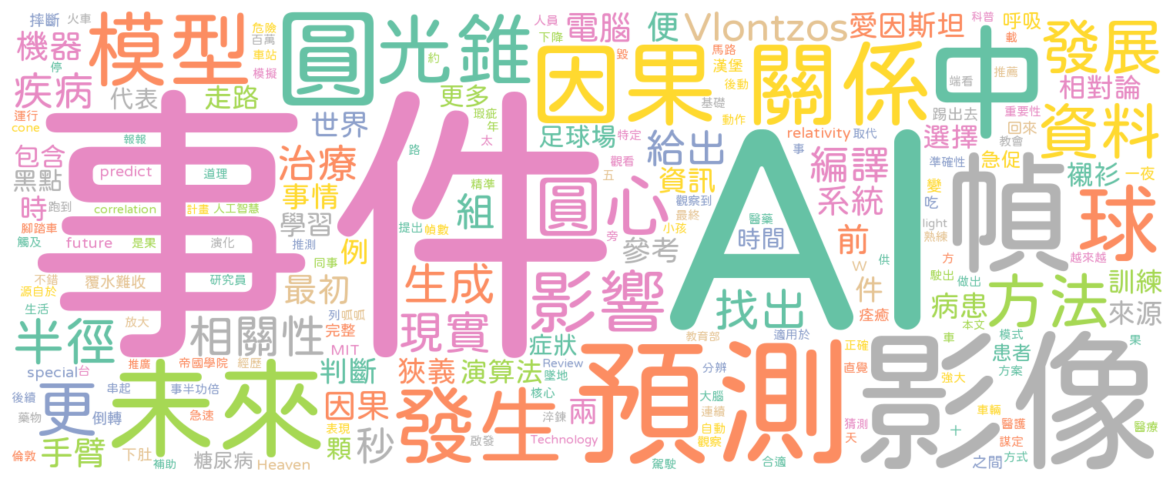 摔斷 火車
機器
模型
圓光錐
人員
下降
電腦
毀
便
Vlontzos
愛因斯坦
科普
呼吸
載
發展
危險
百萬
車站
模擬
停
疾病
代表
走路
約
更多
因果關係
馬路
漢堡
後動
中
端看
推薦
相對論
運行
cone
報報
世界
瑕疵
年
太
足球場
特定
基礎
動作
給出
relativity
取代
事
踢出去
選擇
重要性
回來
教會
資料
事件
AI
包含
黑點
predict
道理
治療
事情
路
觀看
五
圓心
資訊
觀察到
最終
小孩
編譯
系統
準確性
急促
變
吃
襯衫
一夜
時
跑到
correlation
計畫
人工智慧
腳踏車
觸及
future
是果
演化
學習
推測
例
同事
精準
組
提出
幀數
旁
參考
醫藥
時間
前
W
供
light
熟練
方
幀
球
越來越
不錯
源自於
覆水難收
研究員
最初
生成
影響
找出
件
痊癒
駛出
做出
病患
本文
方法
訓練
來源
生活
半徑
放大
相關性
列
呱呱
完整
MIT
現實
症狀
教育部
適用於
正確
車
模式
患者
方案
果
special
台
推廣
帝國學院
經歷
判斷
狹義
演算法
Review
墜地
預測
分辨
直覺
強大
影像
後續
藥物
更
串起
倒轉
未來
事半功倍
急速
因果
表現
顆
發生
核心
兩
淬鍊
Technology
大腦
連續
自動
觀察
猜測
天
車輛
十
醫護
謀定
方式
之間
醫療
倫敦
手臂
下肚
補助
糖尿病
Heaven
秒
啟發
駕駛
合適